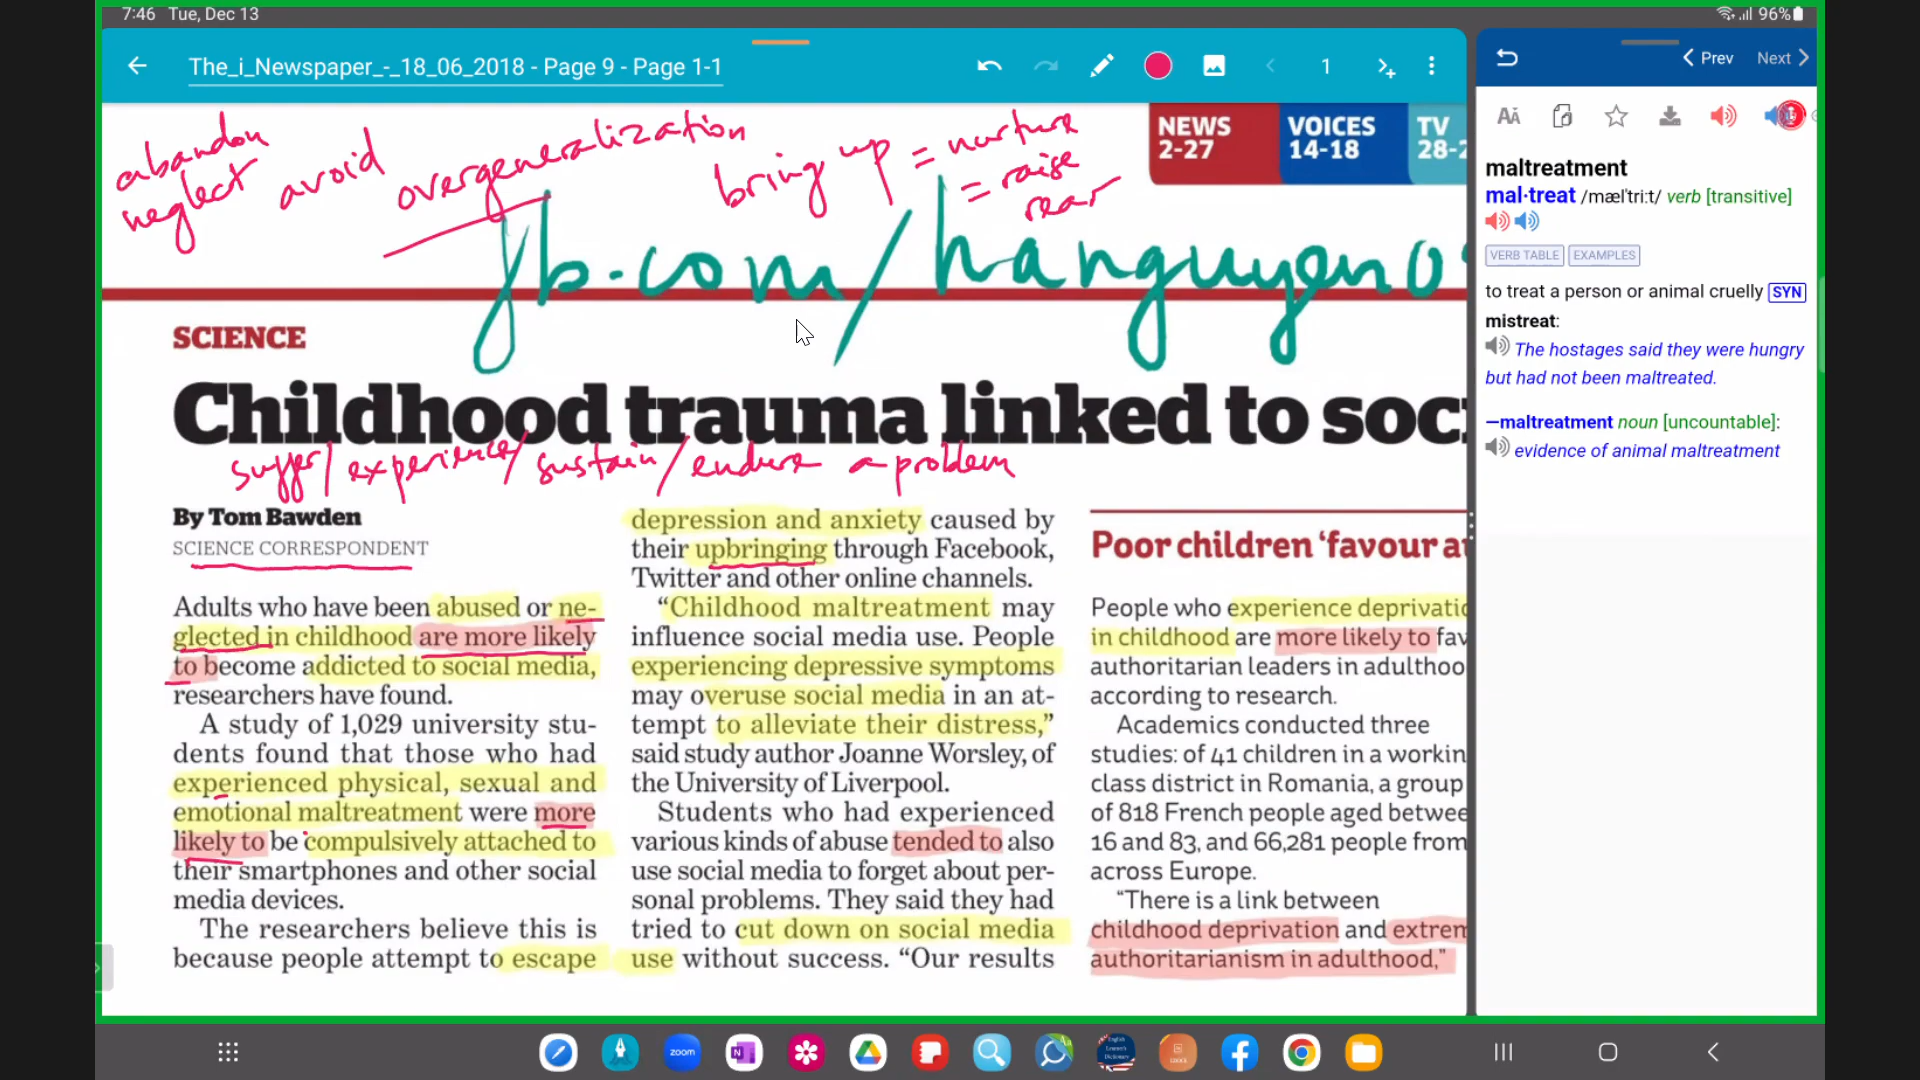 7:46 Tue, Dec 13
96%
The_i_Newspaper_-_18_06_2018 - Page 9 - Page 1-1
1
abandon
neglect
avoid
overgeneralization
bring up = nurture
= raise
rear
NEWS
2-27
VOICES
14-18
TV
28-2
fb.com/hanguyen0
SCIENCE
Childhood trauma linked to soc
suffer/experience/sustain/endure a problem
By Tom Bawden
SCIENCE CORRESPONDENT
Adults who have been abused or ne-
glected in childhood are more likely
to become addicted to social media,
researchers have found.
A study of 1,029 university stu-
dents found that those who had
experienced physical, sexual and
emotional maltreatment were more
likely to be compulsively attached to
their smartphones and other social
media devices.
The researchers believe this is
because people attempt to escape
depression and anxiety caused by
their upbringing through Facebook,
Twitter and other online channels.
“Childhood maltreatment may
influence social media use. People
experiencing depressive symptoms
may overuse social media in an at-
tempt to alleviate their distress,”
said study author Joanne Worsley, of
the University of Liverpool.
Students who had experienced
various kinds of abuse tended to also
use social media to forget about per-
sonal problems. They said they had
tried to cut down on social media
use without success. “Our results
Poor children ‘favour a
People who experience deprivatio
in childhood are more likely to fav
authoritarian leaders in adulthoo
according to research.
Academics conducted three
studies: of 41 children in a workin
class district in Romania, a group
of 818 French people aged betwee
16 and 83, and 66,281 people from
across Europe.
“There is a link between
childhood deprivation and extrem
authoritarianism in adulthood,”
Prev Next
maltreatment
mal·treat /mælˈtriːt/ verb [transitive]
VERB TABLE EXAMPLES
to treat a person or animal cruelly SYN
mistreat:
The hostages said they were hungry
but had not been maltreated.
—maltreatment noun [uncountable]:
evidence of animal maltreatment
zoom